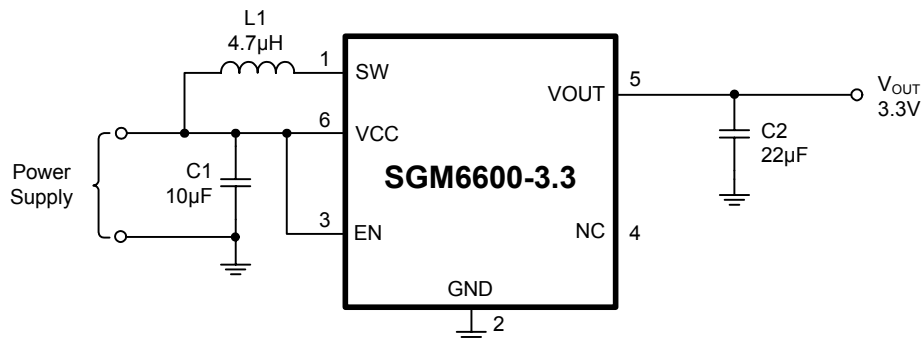 L1
4.7µH
1
SW
5
VOUT
V_OUT
3.3V
6
VCC
C2
22µF
Power
Supply
C1
10µF
SGM6600-3.3
3
EN
NC
4
GND
2